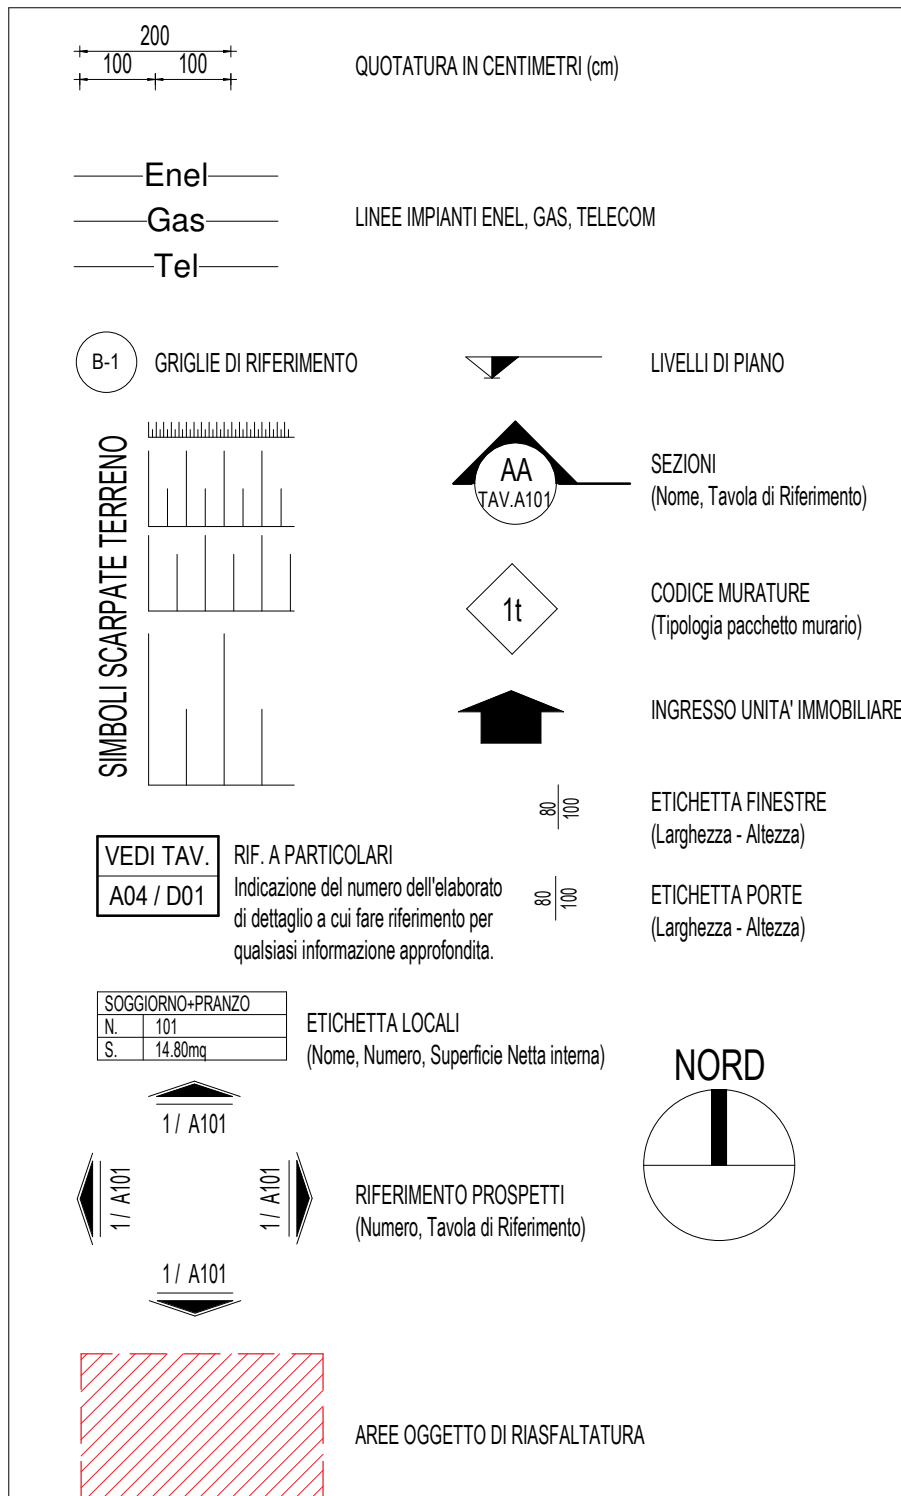 200
100 100
QUOTATURA IN CENTIMETRI (cm)
Enel
Gas
Tel
LINEE IMPIANTI ENEL, GAS, TELECOM
B-1
GRIGLIE DI RIFERIMENTO
LIVELLI DI PIANO
SIMBOLI SCARPATE TERRENO
AA
TAV.A101
SEZIONI
(Nome, Tavola di Riferimento)
1t
CODICE MURATURE
(Tipologia pacchetto murario)
INGRESSO UNITA' IMMOBILIARE
80
100
ETICHETTA FINESTRE
(Larghezza - Altezza)
VEDI TAV.
A04 / D01
RIF. A PARTICOLARI
Indicazione del numero dell'elaborato
di dettaglio a cui fare riferimento per
qualsiasi informazione approfondita.
80
100
ETICHETTA PORTE
(Larghezza - Altezza)
SOGGIORNO+PRANZO
N. 101
S. 14.80mq
ETICHETTA LOCALI
(Nome, Numero, Superficie Netta interna)
NORD
1 / A101
1 / A101
1 / A101
1 / A101
RIFERIMENTO PROSPETTI
(Numero, Tavola di Riferimento)
AREE OGGETTO DI RIASFALTATURA